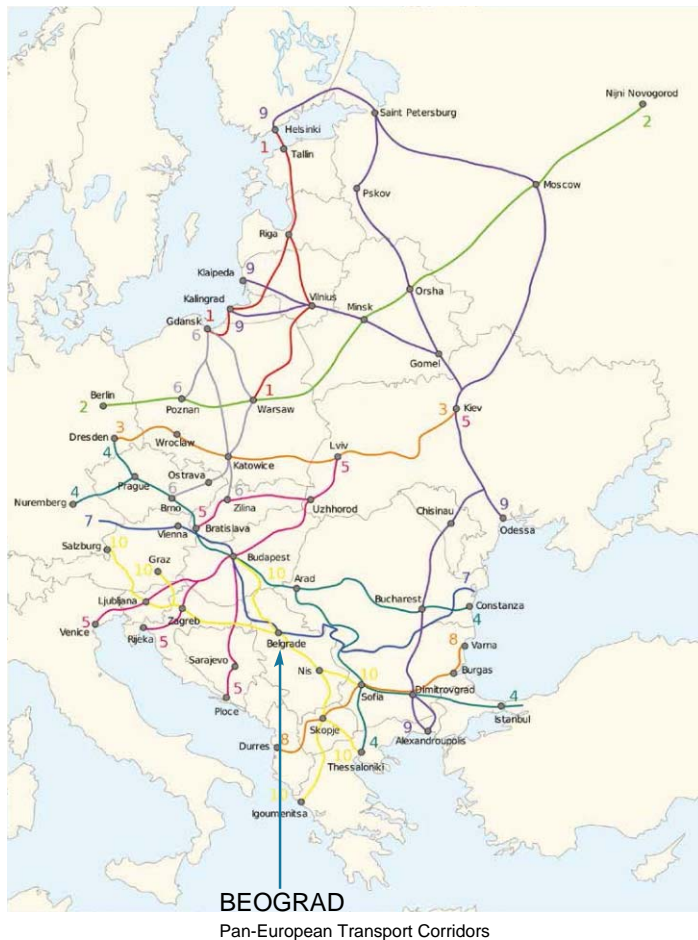 Nijni Novogorod
2
9
Saint Petersburg
Helsinki
1
Tallin
Moscow
Pskov
Riga
Klaipeda
9
Orsha
Kalingrad
Vilnius
Minsk
1
9
Gdansk
6
Gomel
6
1
Berlin
2
Poznan
Warsaw
3
Kiev
5
3
Dresden
4
Wroclaw
Lviv
5
Katowice
Ostrava
Prague
4
Nuremberg
6
Brno
6
Zilina
Uzhhorod
Chisinau
9
Odessa
7
Vienna
5
Bratislava
Salzburg
10
Graz
10
Budapest
10
Arad
7
Bucharest
Constanza
4
Ljubljana
Zagreb
5
Venice
Rijeka
5
Belgrade
8
Varna
Sarajevo
Nis
10
Burgas
5
Sofia
Dimitrovgrad
4
Ploce
Istanbul
Skopje
9
Alexandroupolis
Durres
8
10
4
Thessaloniki
10
Igoumenitsa
BEOGRAD
Pan-European Transport Corridors